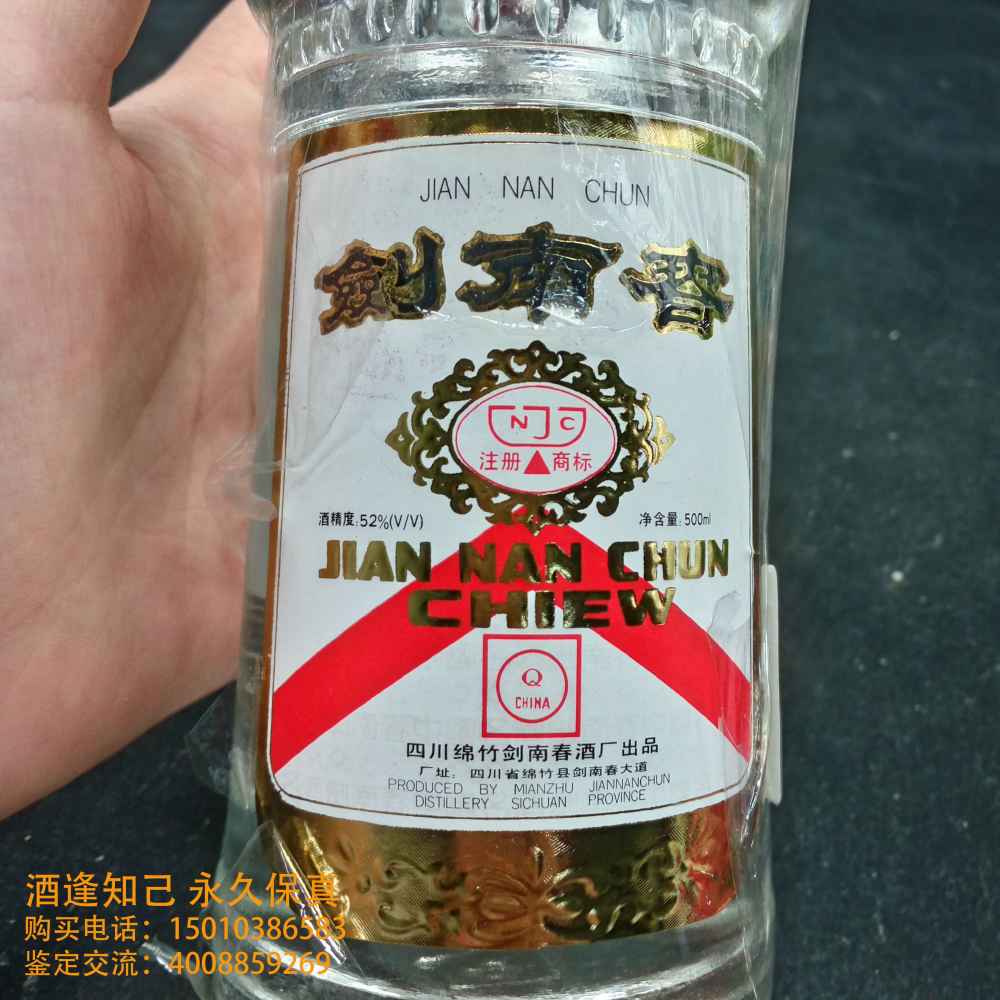 JIAN NAN CHUN
劍南春
NJC
注册 商标
酒精度:52%(V/V)
净含量:500ml
JIAN NAN CHUN
CHIEW
Q
CHINA
四川绵竹剑南春酒厂出品
厂址: 四川省绵竹县剑南春大道
PRODUCED BY MIANZHU JIANNANCHUN
DISTILLERY SICHUAN PROVINCE
酒逢知己 永久保真
购买电话：15010386583
鉴定交流：4008859269